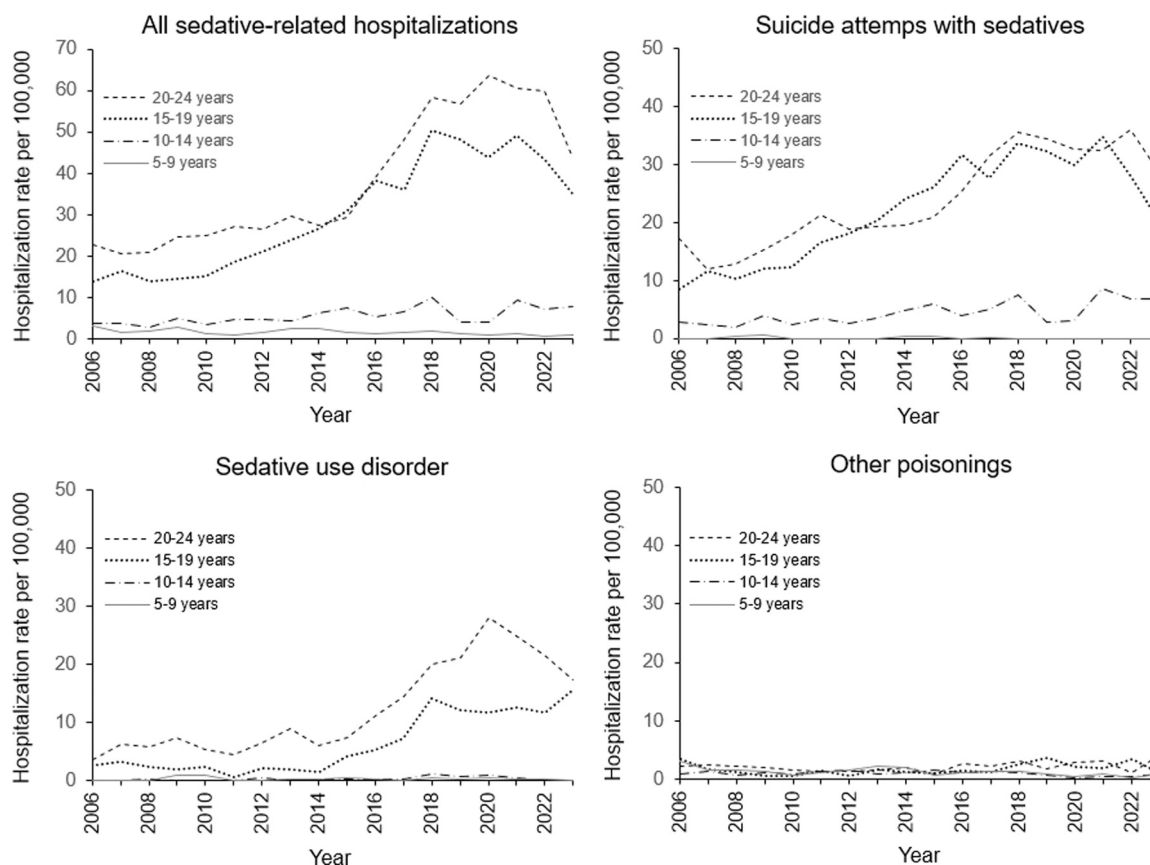 All sedative-related hospitalizations
Hospitalization rate per 100,000
70
60
50
40
30
20
10
0
20-24 years
15-19 years
10-14 years
5-9 years
2006
2008
2010
2012
2014
2016
2018
2020
2022
Year
Suicide attemps with sedatives
Hospitalization rate per 100,000
50
40
30
20
10
0
20-24 years
15-19 years
10-14 years
5-9 years
2006
2008
2010
2012
2014
2016
2018
2020
2022
Year
Sedative use disorder
Hospitalization rate per 100,000
50
40
30
20
10
0
20-24 years
15-19 years
10-14 years
5-9 years
2006
2008
2010
2012
2014
2016
2018
2020
2022
Year
Other poisonings
Hospitalization rate per 100,000
50
40
30
20
10
0
20-24 years
15-19 years
10-14 years
5-9 years
2006
2008
2010
2012
2014
2016
2018
2020
2022
Year